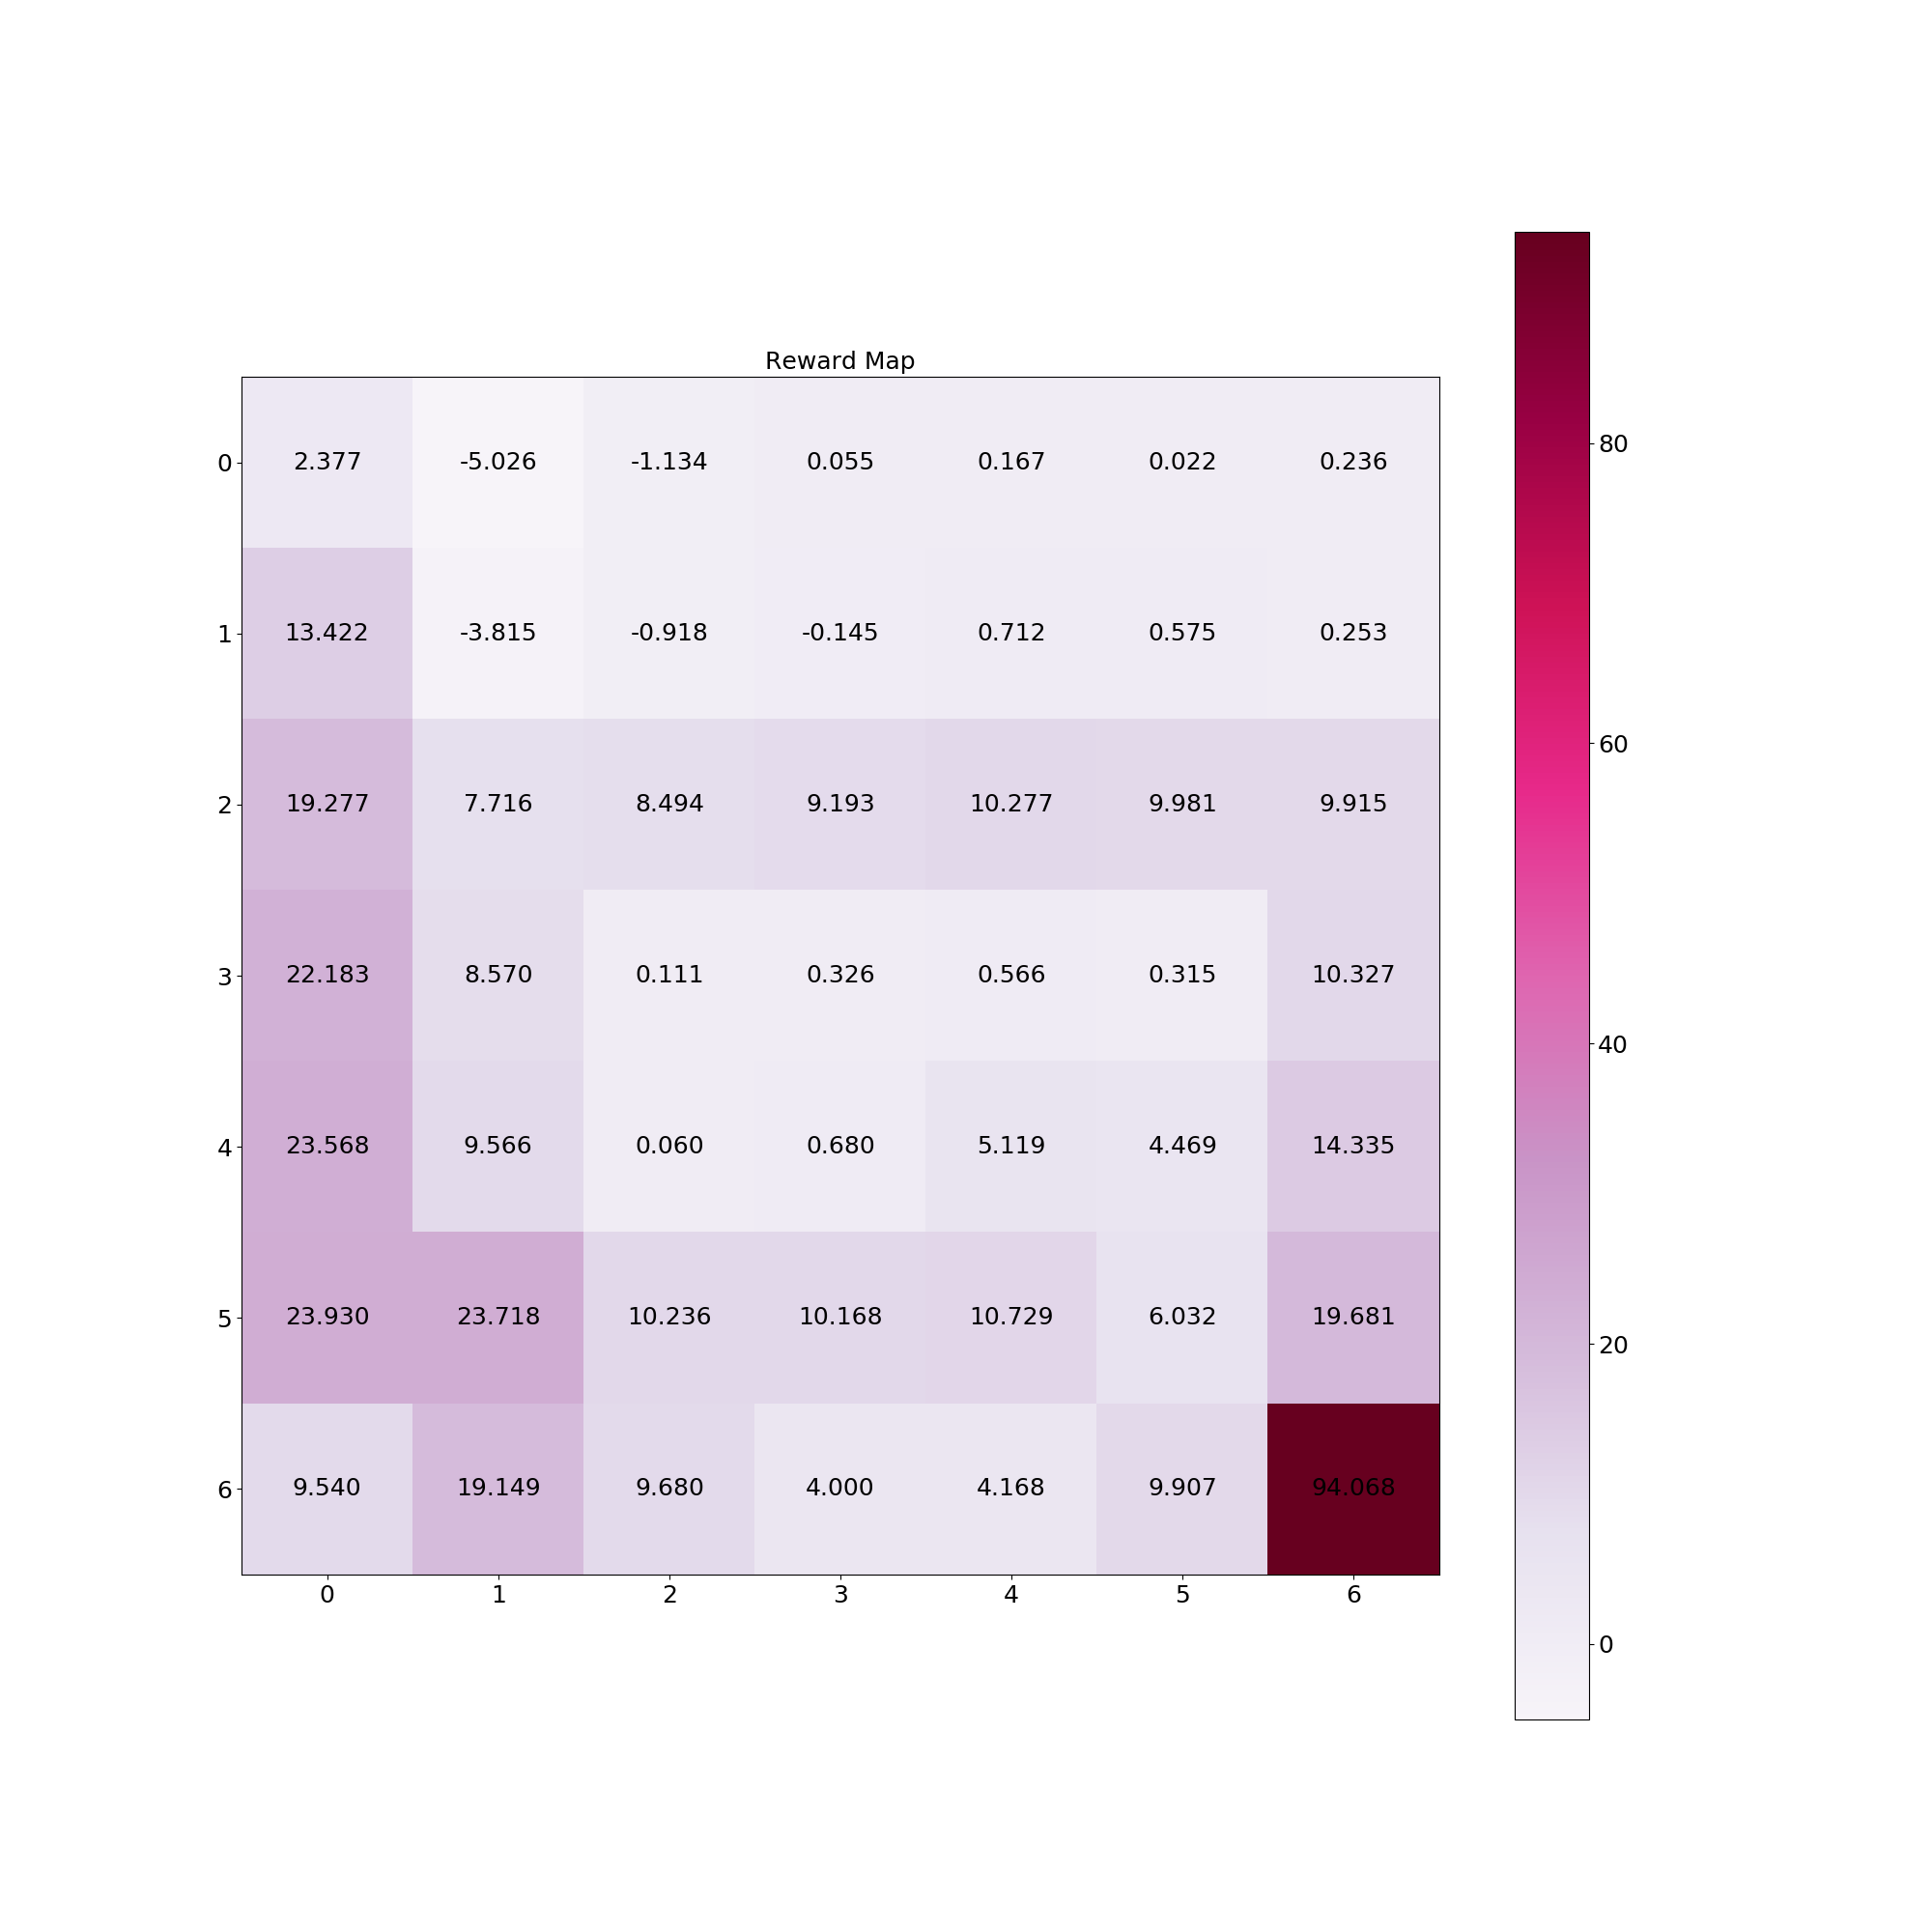 Reward Map
0 2.377 -5.026 -1.134 0.055 0.167 0.022 0.236
1 13.422 -3.815 -0.918 -0.145 0.712 0.575 0.253
2 19.277 7.716 8.494 9.193 10.277 9.981 9.915
3 22.183 8.570 0.111 0.326 0.566 0.315 10.327
4 23.568 9.566 0.060 0.680 5.119 4.469 14.335
5 23.930 23.718 10.236 10.168 10.729 6.032 19.681
6 9.540 19.149 9.680 4.000 4.168 9.907 94.068
0 1 2 3 4 5 6
80
60
40
20
0